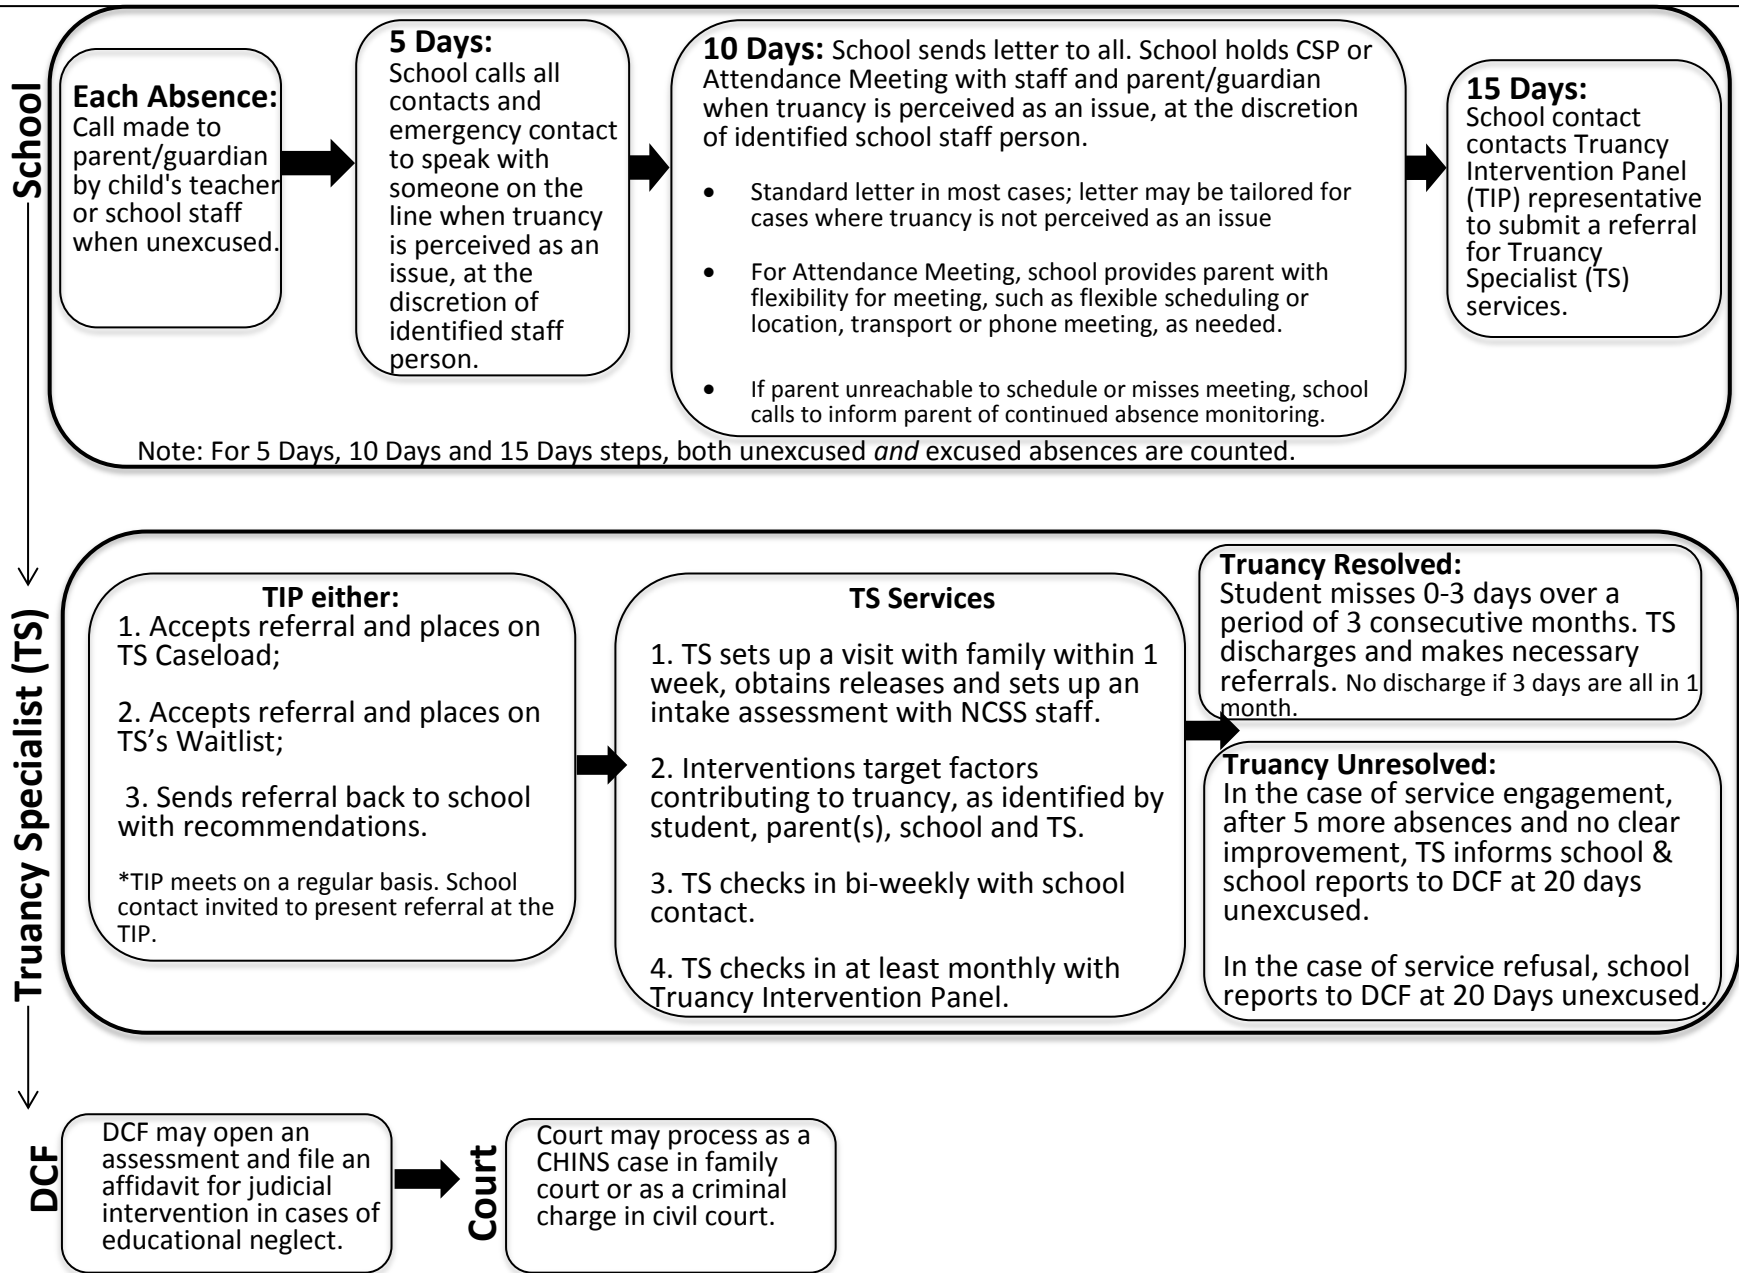 School
Each Absence:
Call made to
parent/guardian
by child's teacher
or school staff
when unexcused.
5 Days:
School calls all
contacts and
emergency contact
to speak with
someone on the
line when truancy
is perceived as an
issue, at the
discretion of
identified staff
person.
10 Days: School sends letter to all. School holds CSP or
Attendance Meeting with staff and parent/guardian
when truancy is perceived as an issue, at the discretion
of identified school staff person.
• Standard letter in most cases; letter may be tailored for
cases where truancy is not perceived as an issue
• For Attendance Meeting, school provides parent with
flexibility for meeting, such as flexible scheduling or
location, transport or phone meeting, as needed.
• If parent unreachable to schedule or misses meeting, school
calls to inform parent of continued absence monitoring.
15 Days:
School contact
contacts Truancy
Intervention Panel
(TIP) representative
to submit a referral
for Truancy
Specialist (TS)
services.
Note: For 5 Days, 10 Days and 15 Days steps, both unexcused and excused absences are counted.
Truancy Specialist (TS)
TIP either:
1. Accepts referral and places on
TS Caseload;
2. Accepts referral and places on
TS’s Waitlist;
3. Sends referral back to school
with recommendations.
*TIP meets on a regular basis. School
contact invited to present referral at the
TIP.
TS Services
1. TS sets up a visit with family within 1
week, obtains releases and sets up an
intake assessment with NCSS staff.
2. Interventions target factors
contributing to truancy, as identified by
student, parent(s), school and TS.
3. TS checks in bi-weekly with school
contact.
4. TS checks in at least monthly with
Truancy Intervention Panel.
Truancy Resolved:
Student misses 0-3 days over a
period of 3 consecutive months. TS
discharges and makes necessary
referrals. No discharge if 3 days are all in 1
month.
Truancy Unresolved:
In the case of service engagement,
after 5 more absences and no clear
improvement, TS informs school &
school reports to DCF at 20 days
unexcused.
In the case of service refusal, school
reports to DCF at 20 Days unexcused.
DCF
DCF may open an
assessment and file an
affidavit for judicial
intervention in cases of
educational neglect.
Court
Court may process as a
CHINS case in family
court or as a criminal
charge in civil court.